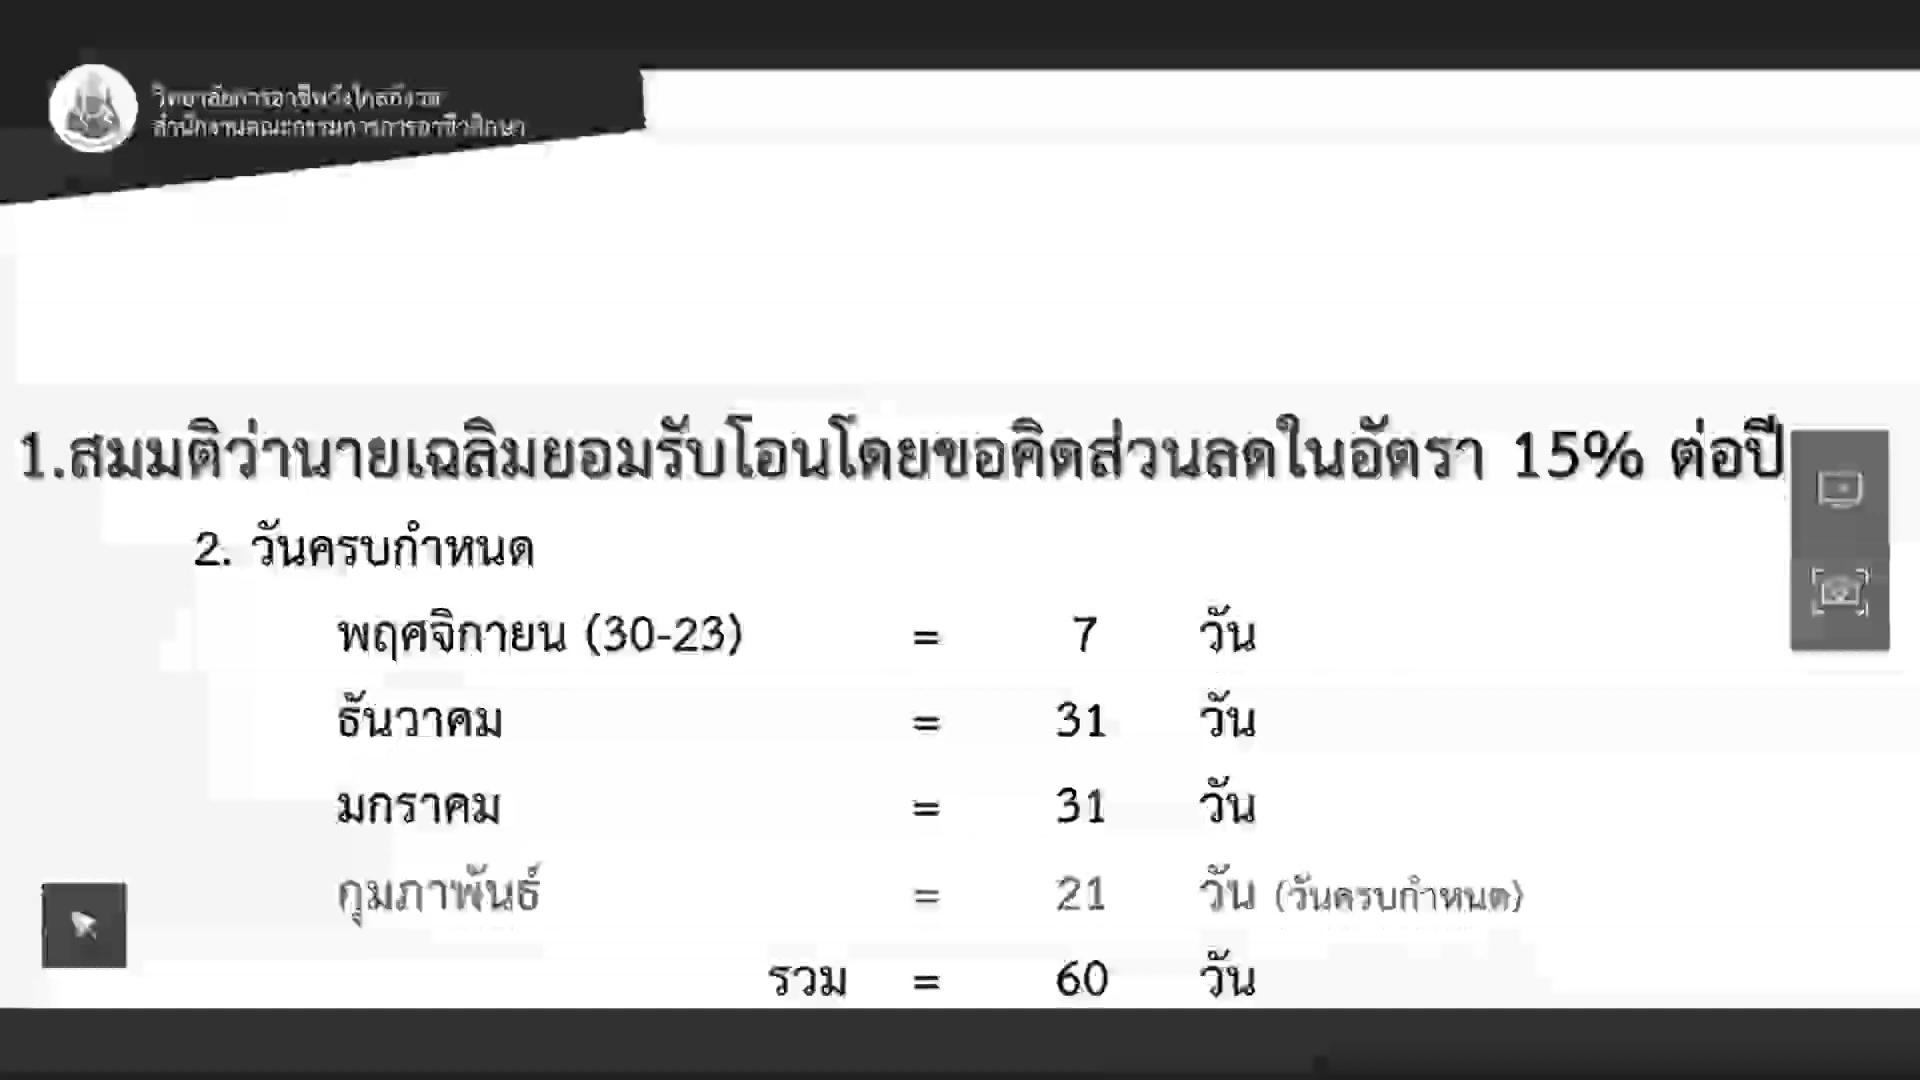 วิทยาลัยการอาชีพวังไกลกังวล
สำนักงานคณะกรรมการการอาชีวศึกษา
1.สมมติว่านายเฉลิมยอมรับโอนโดยขอคิดส่วนลดในอัตรา 15% ต่อปี
2. วันครบกำหนด
พฤศจิกายน (30-23) = 7 วัน
ธันวาคม = 31 วัน
มกราคม = 31 วัน
กุมภาพันธ์ = 21 วัน (วันครบกำหนด)
รวม = 60 วัน